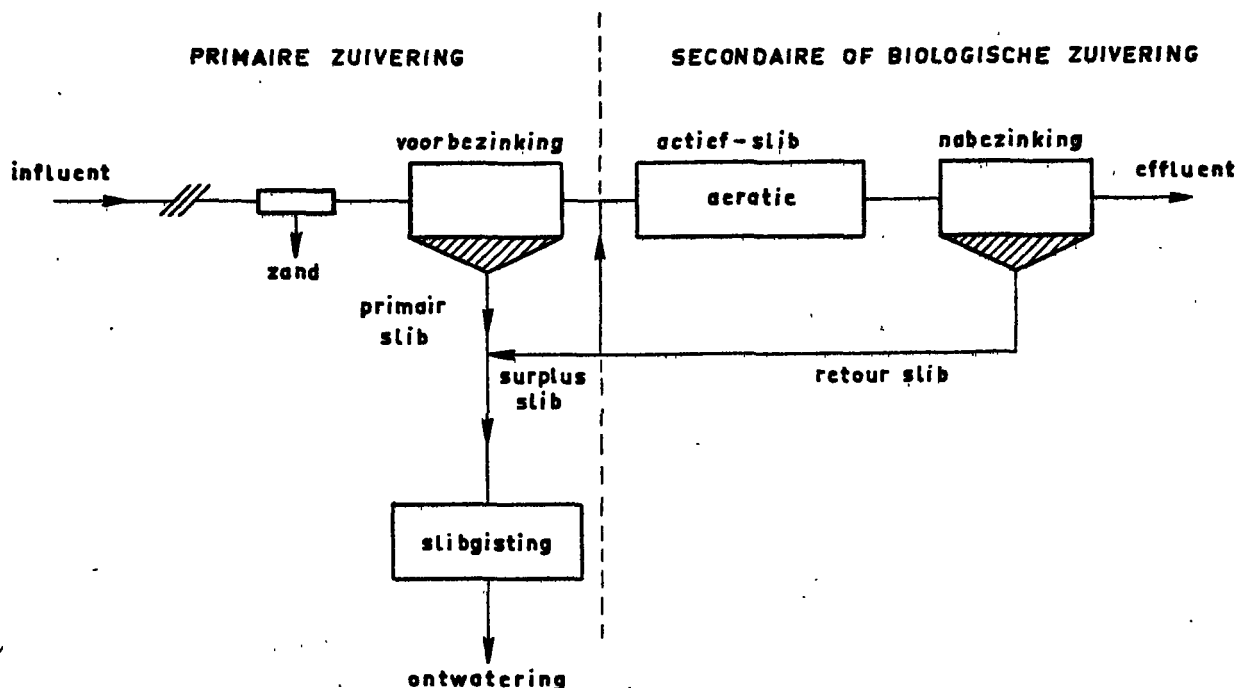 PRIMAIRE ZUIVERING
SECONDAIRE OF BIOLOGISCHE ZUIVERING
influent
zand
voorbezinking
actief-slib
aeratie
nabezinking
effluent
primair
slib
surplus
slib
retour slib
slibgisting
ontwatering